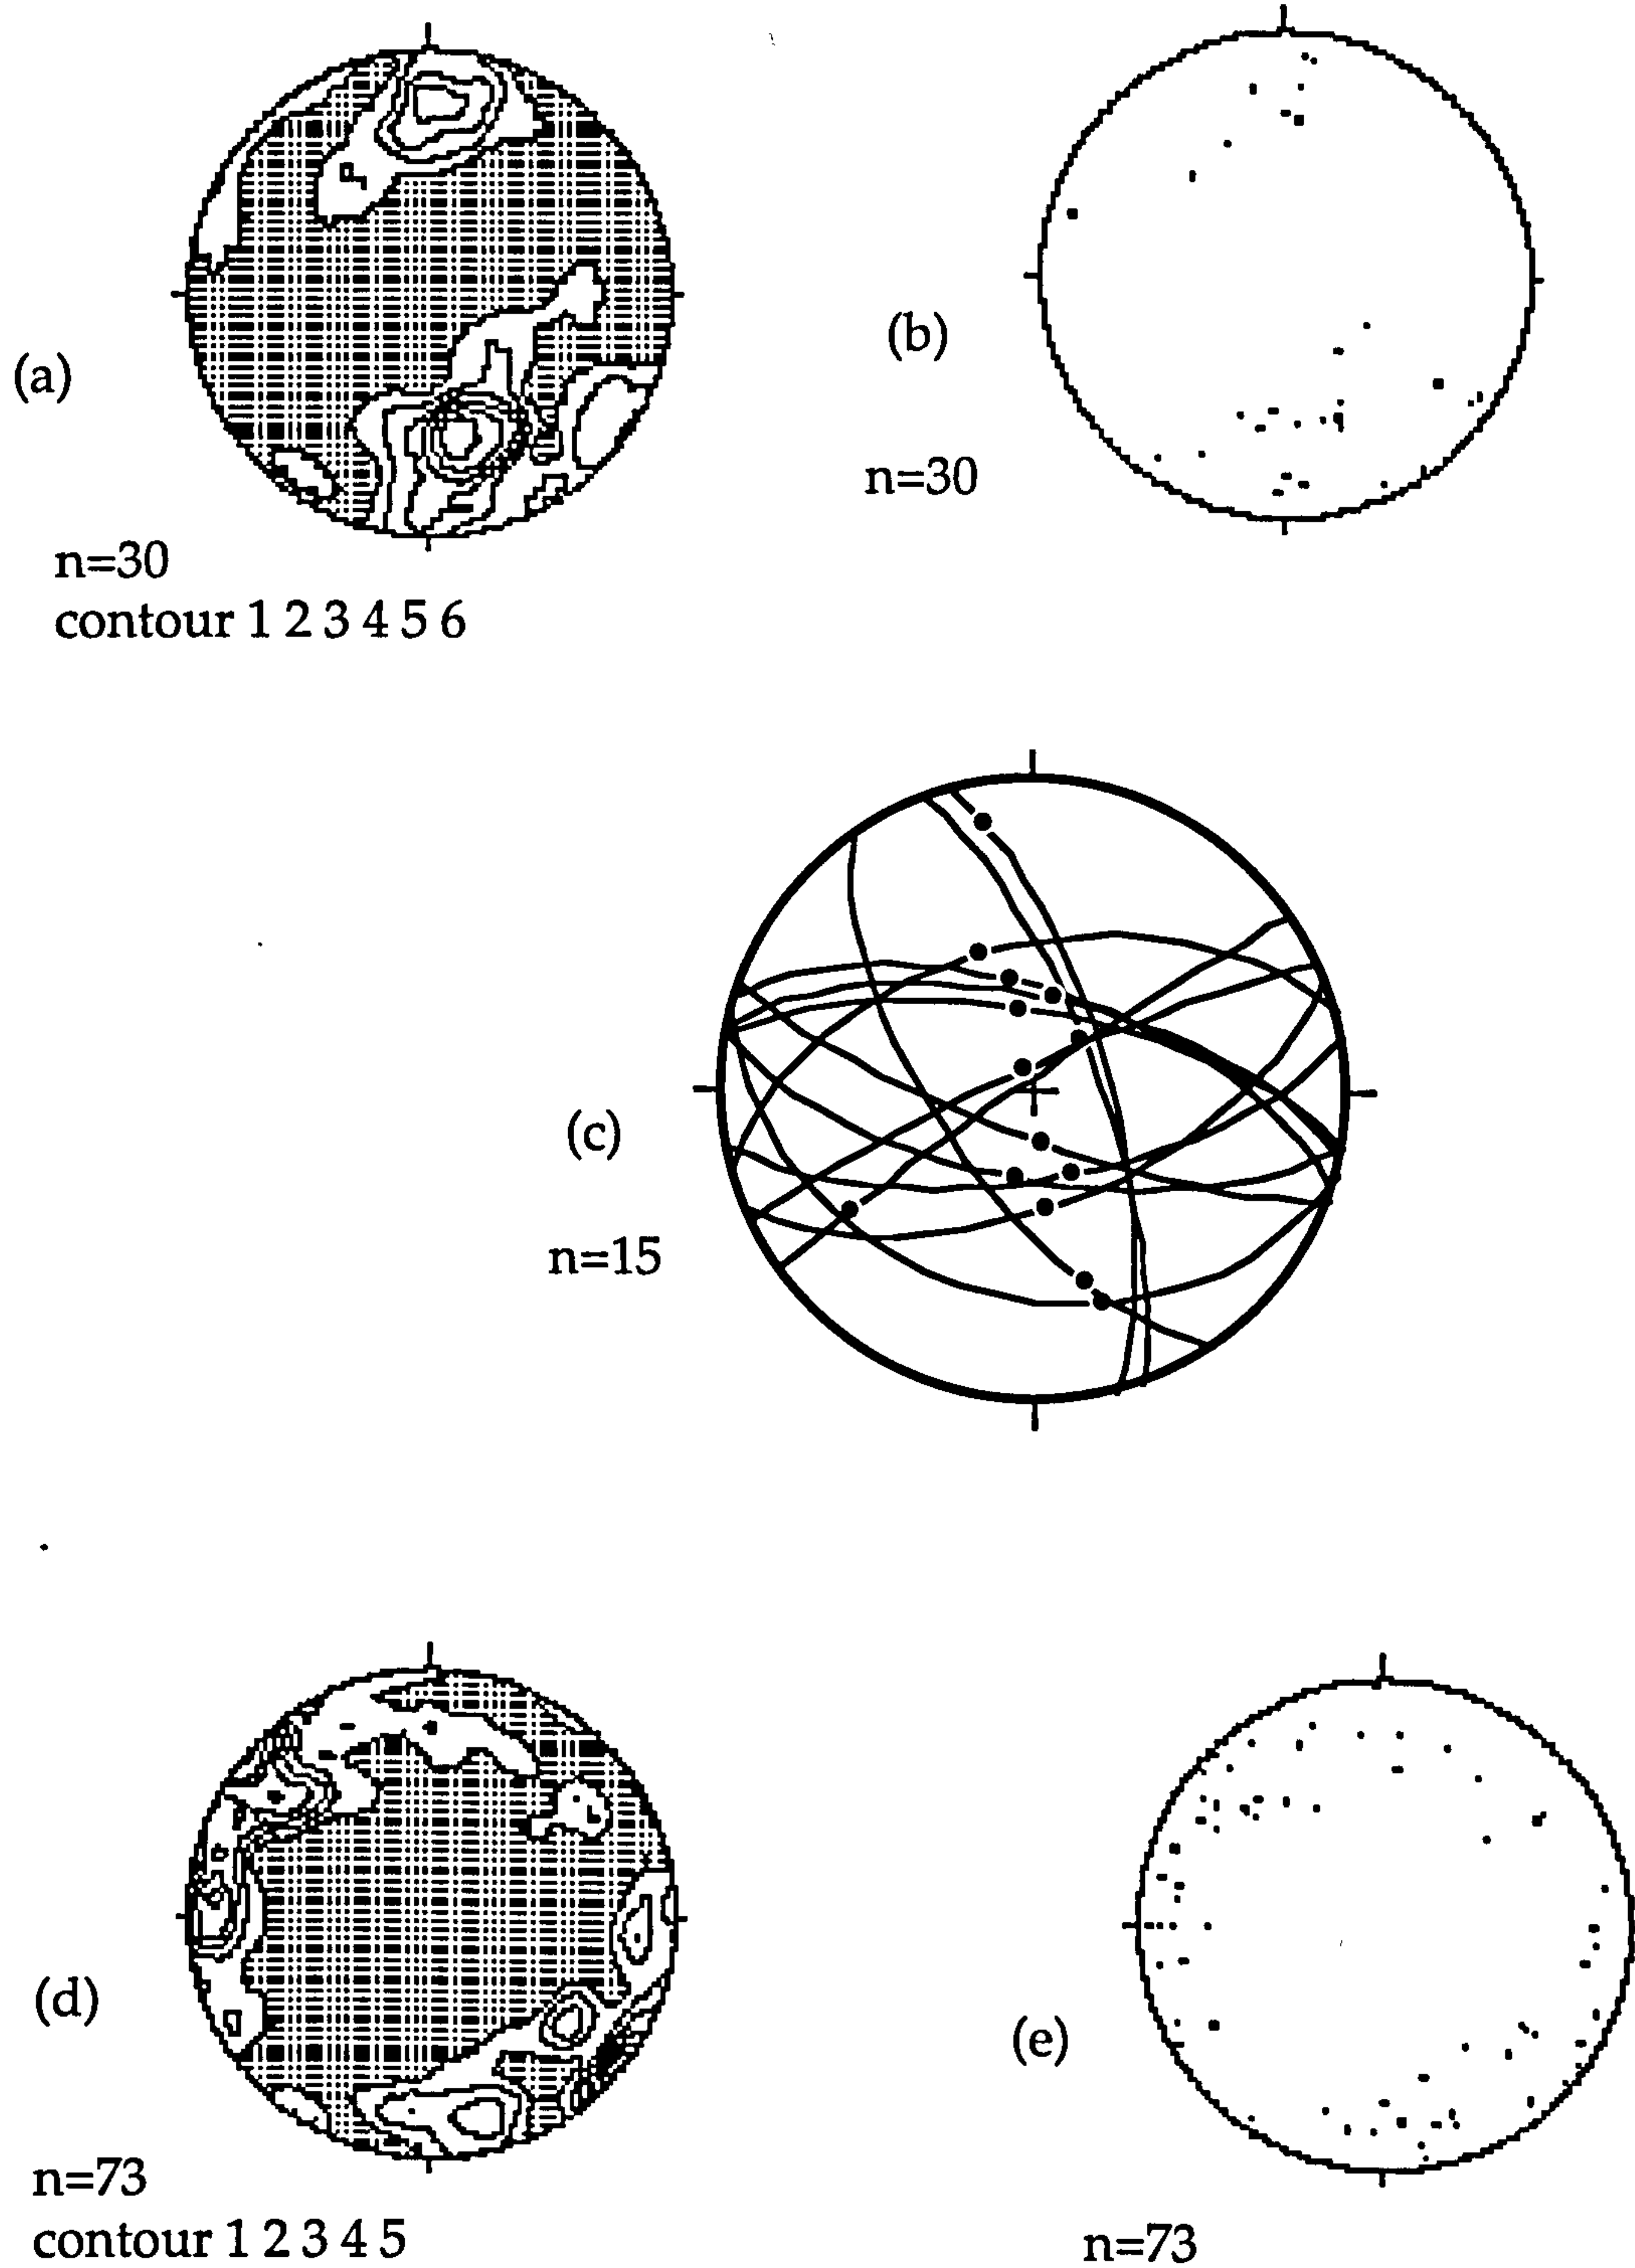 (a)
n=30
contour 1 2 3 4 5 6
(b)
n=30
(c)
n=15
(d)
n=73
contour 1 2 3 4 5
(e)
n=73